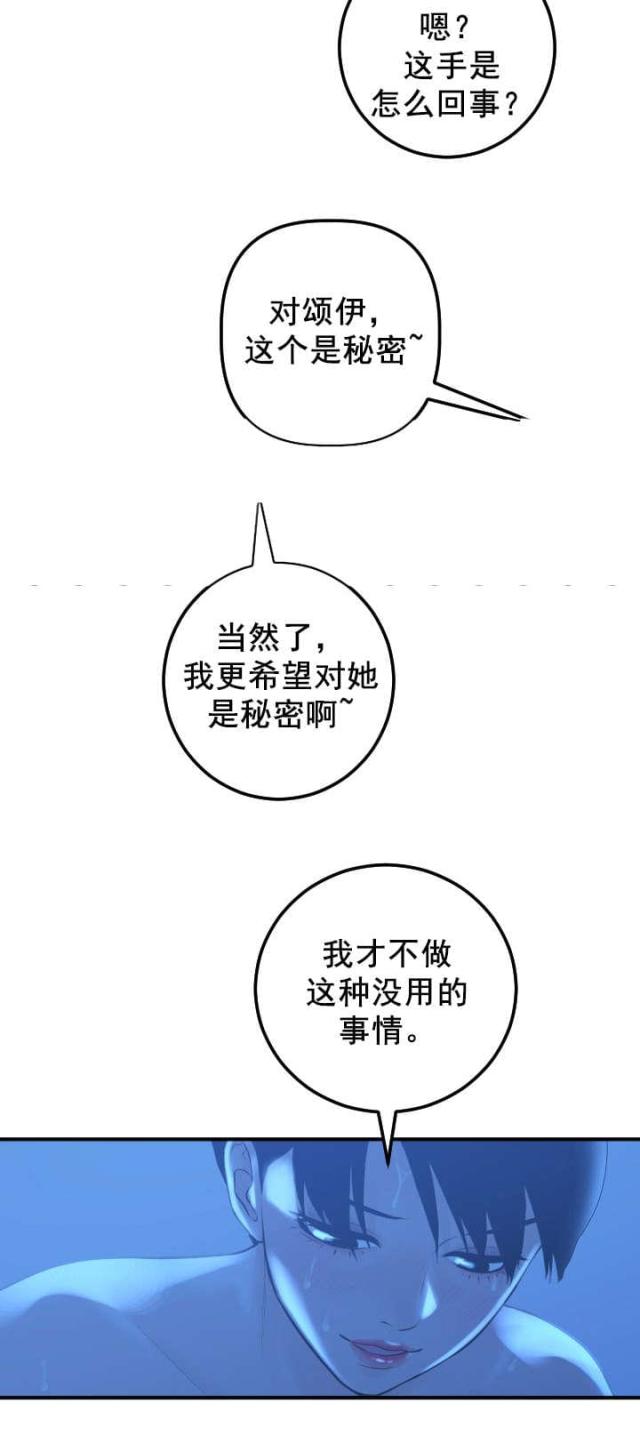 嗯？
这手是
怎么回事？
对颂伊，
这个是秘密~
当然了，
我更希望对她
是秘密啊~
我才不做
这种没用的
事情。